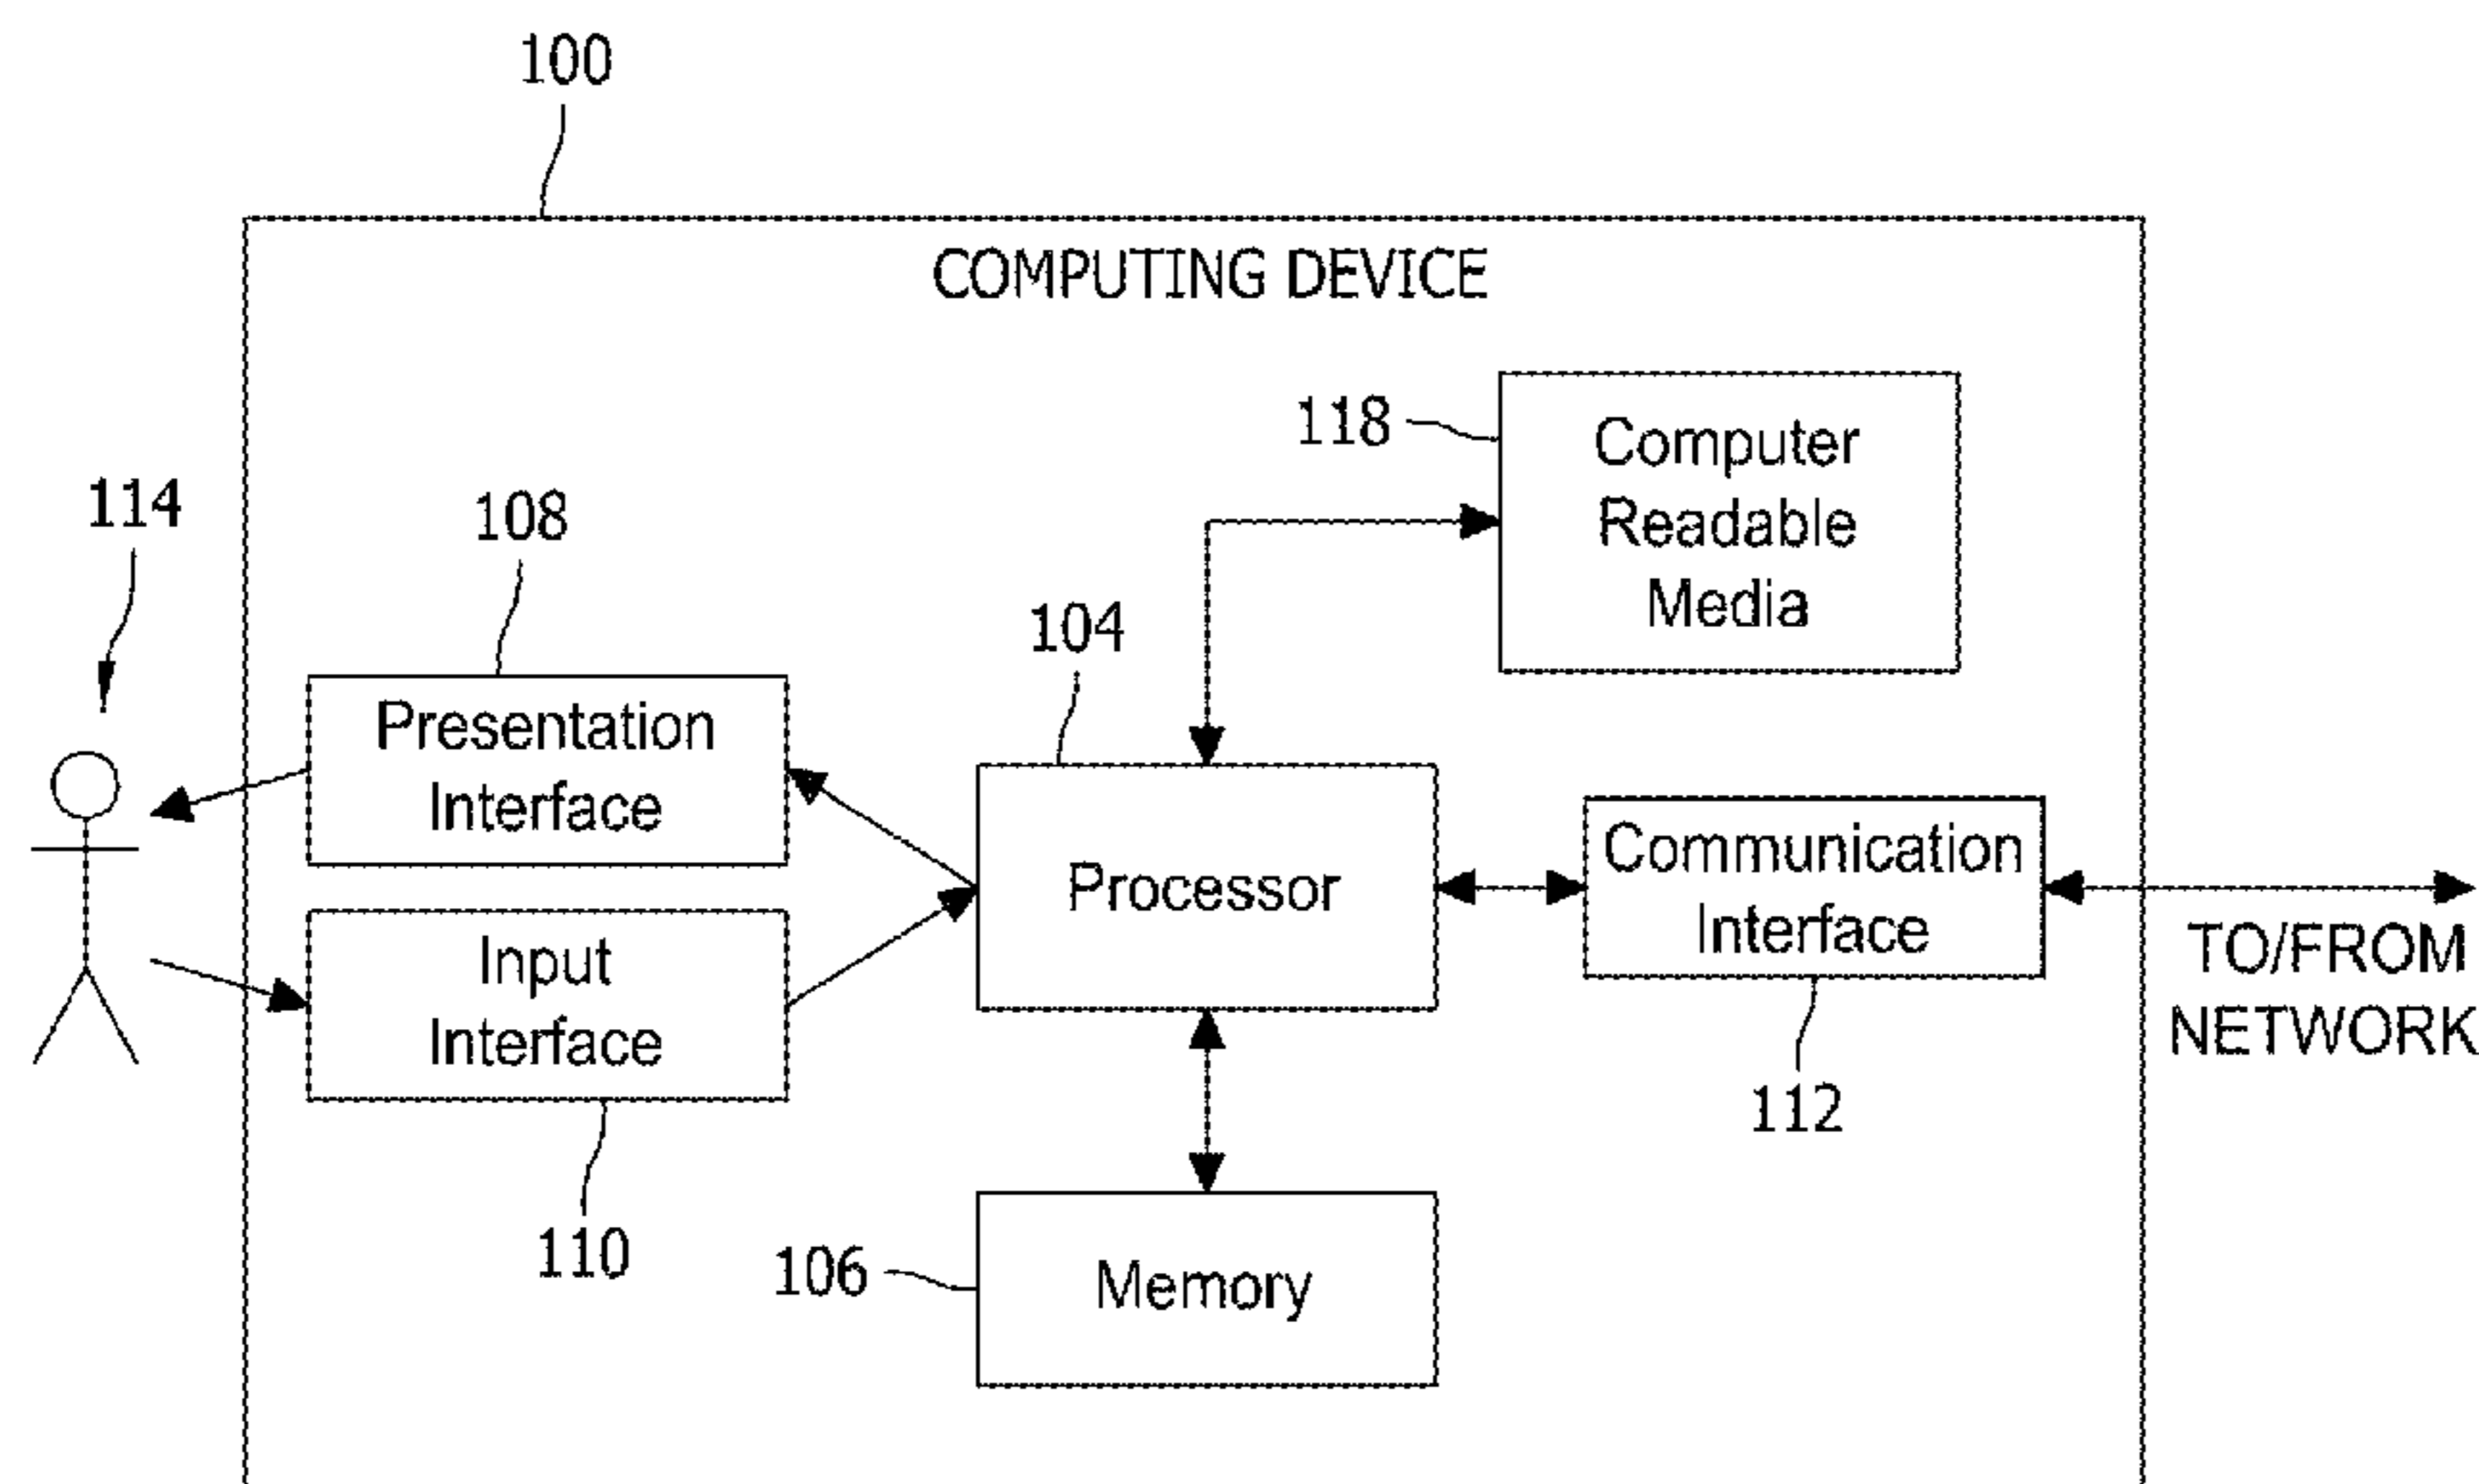 100
COMPUTING DEVICE
118
Computer
Readable
Media
114
108
104
Presentation
Interface
Processor
Communication
Interface
TO/FROM
NETWORK
Input
Interface
112
110
106
Memory